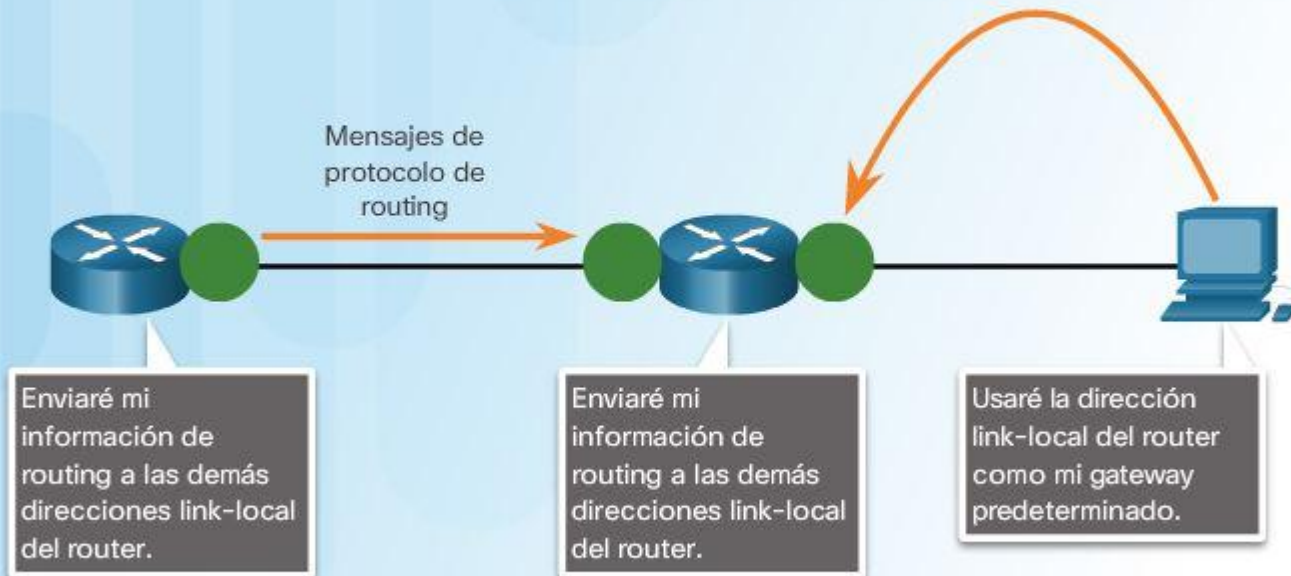 Mensajes de
protocolo de
routing
Enviaré mi
información de
routing a las demás
direcciones link-local
del router.
Enviaré mi
información de
routing a las demás
direcciones link-local
del router.
Usaré la dirección
link-local del router
como mi gateway
predeterminado.